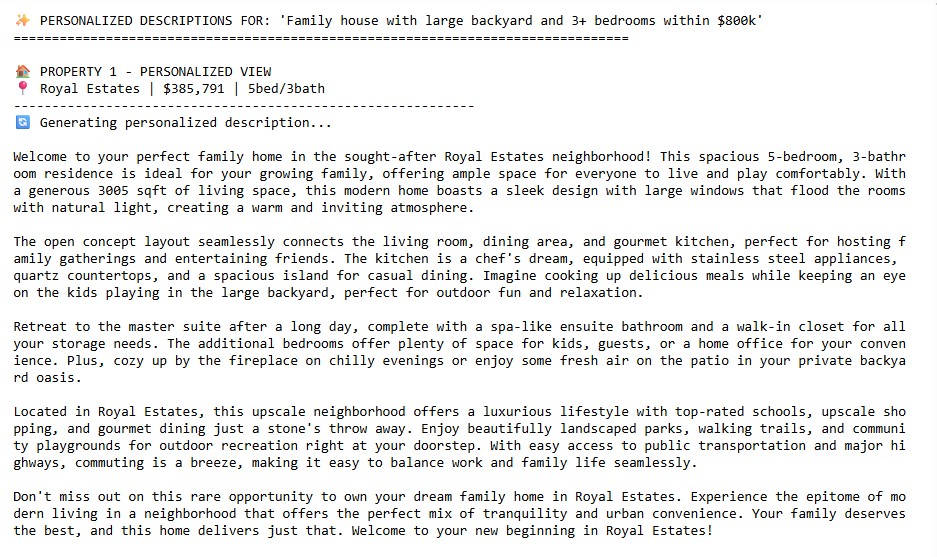 ✨ PERSONALIZED DESCRIPTIONS FOR: 'Family house with large backyard and 3+ bedrooms within $800k'
================================================================================
🏠 PROPERTY 1 - PERSONALIZED VIEW
📍 Royal Estates | $385,791 | 5bed/3bath
------------------------------------------------------------
🔄 Generating personalized description...
Welcome to your perfect family home in the sought-after Royal Estates neighborhood! This spacious 5-bedroom, 3-bathr
oom residence is ideal for your growing family, offering ample space for everyone to live and play comfortably. With
a generous 3005 sqft of living space, this modern home boasts a sleek design with large windows that flood the rooms
with natural light, creating a warm and inviting atmosphere.
The open concept layout seamlessly connects the living room, dining area, and gourmet kitchen, perfect for hosting f
amily gatherings and entertaining friends. The kitchen is a chef's dream, equipped with stainless steel appliances,
quartz countertops, and a spacious island for casual dining. Imagine cooking up delicious meals while keeping an eye
on the kids playing in the large backyard, perfect for outdoor fun and relaxation.
Retreat to the master suite after a long day, complete with a spa-like ensuite bathroom and a walk-in closet for all
your storage needs. The additional bedrooms offer plenty of space for kids, guests, or a home office for your conven
ience. Plus, cozy up by the fireplace on chilly evenings or enjoy some fresh air on the patio in your private backya
rd oasis.
Located in Royal Estates, this upscale neighborhood offers a luxurious lifestyle with top-rated schools, upscale sho
pping, and gourmet dining just a stone's throw away. Enjoy beautifully landscaped parks, walking trails, and communi
ty playgrounds for outdoor recreation right at your doorstep. With easy access to public transportation and major hi
ghways, commuting is a breeze, making it easy to balance work and family life seamlessly.
Don't miss out on this rare opportunity to own your dream family home in Royal Estates. Experience the epitome of mo
dern living in a neighborhood that offers the perfect mix of tranquility and urban convenience. Your family deserves
the best, and this home delivers just that. Welcome to your new beginning in Royal Estates!